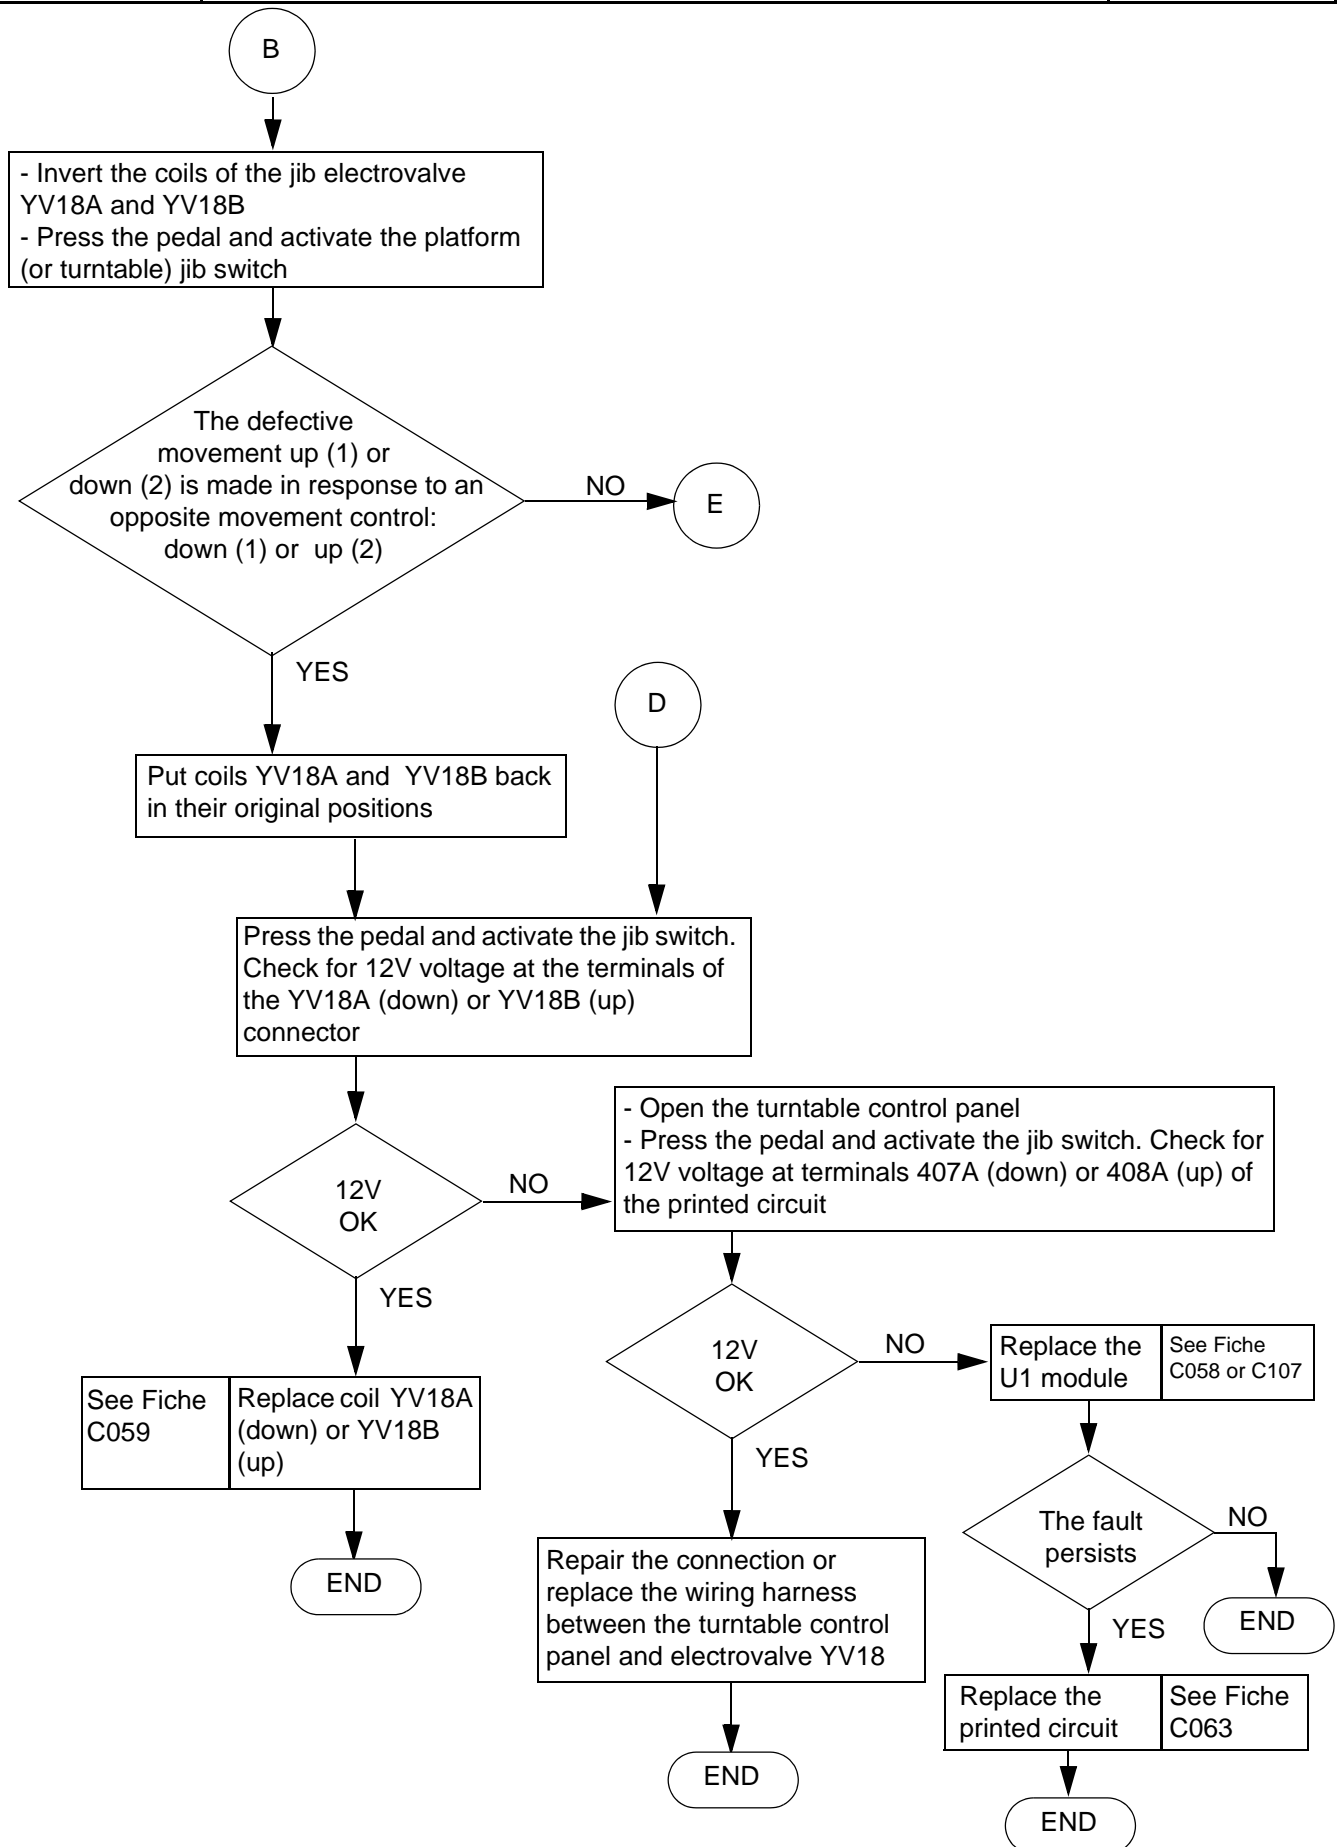 B
- Invert the coils of the jib electrovalve
YV18A and YV18B
- Press the pedal and activate the platform
(or turntable) jib switch
The defective
movement up (1) or
down (2) is made in response to an
opposite movement control:
down (1) or up (2)
NO
E
YES
D
Put coils YV18A and YV18B back
in their original positions
Press the pedal and activate the jib switch.
Check for 12V voltage at the terminals of
the YV18A (down) or YV18B (up)
connector
- Open the turntable control panel
- Press the pedal and activate the jib switch. Check for
12V voltage at terminals 407A (down) or 408A (up) of
the printed circuit
12V
OK
NO
YES
12V
OK
NO
Replace the
U1 module
See Fiche
C058 or C107
See Fiche
C059
Replace coil YV18A
(down) or YV18B
(up)
YES
The fault
persists
NO
END
Repair the connection or
replace the wiring harness
between the turntable control
panel and electrovalve YV18
END
YES
Replace the
printed circuit
See Fiche
C063
END
END